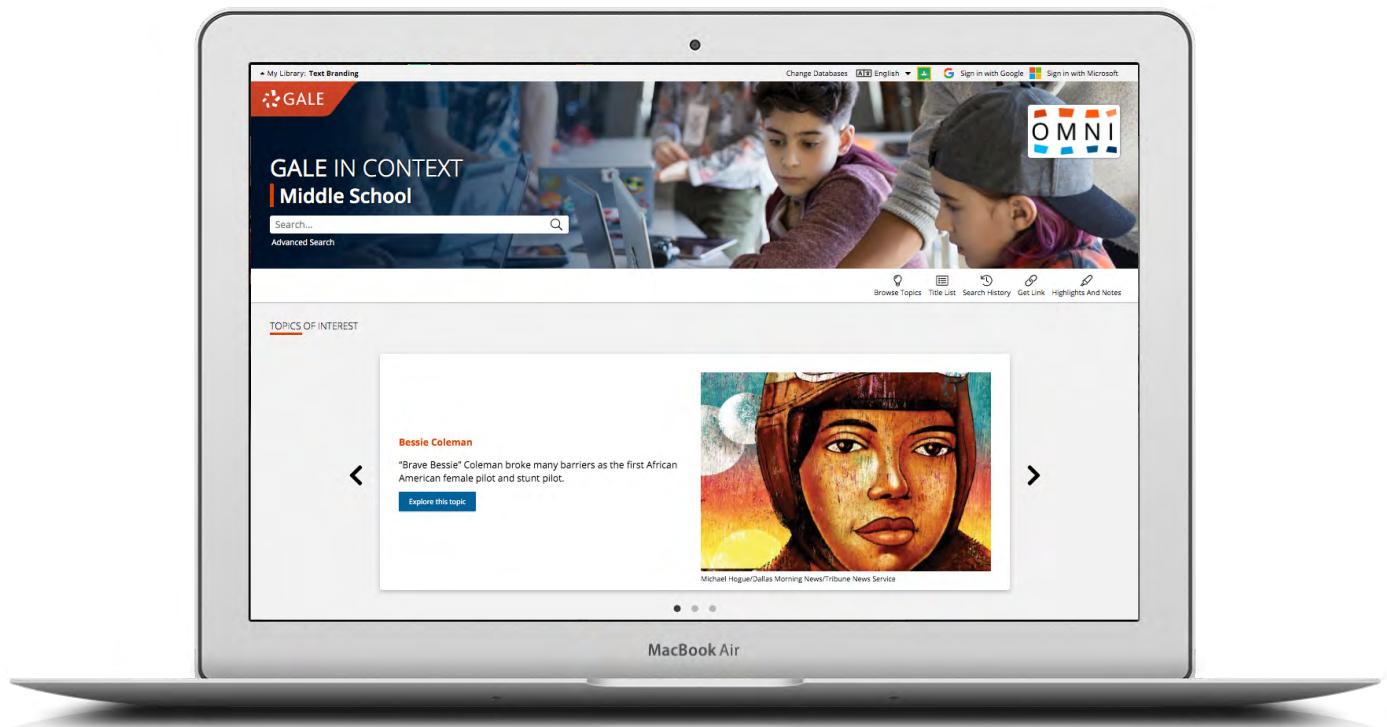 My Library: Text Branding
Change Databases English Sign in with Google Sign in with Microsoft
GALE
OMNI
GALE IN CONTEXT
Middle School
Search...
Advanced Search
Browse Topics Title List Search History Get Link Highlights And Notes
TOPICS OF INTEREST
Bessie Coleman
“Brave Bessie” Coleman broke many barriers as the first African
American female pilot and stunt pilot.
Explore this topic
Michael Hogue/Dallas Morning News/Tribune News Service
MacBook Air